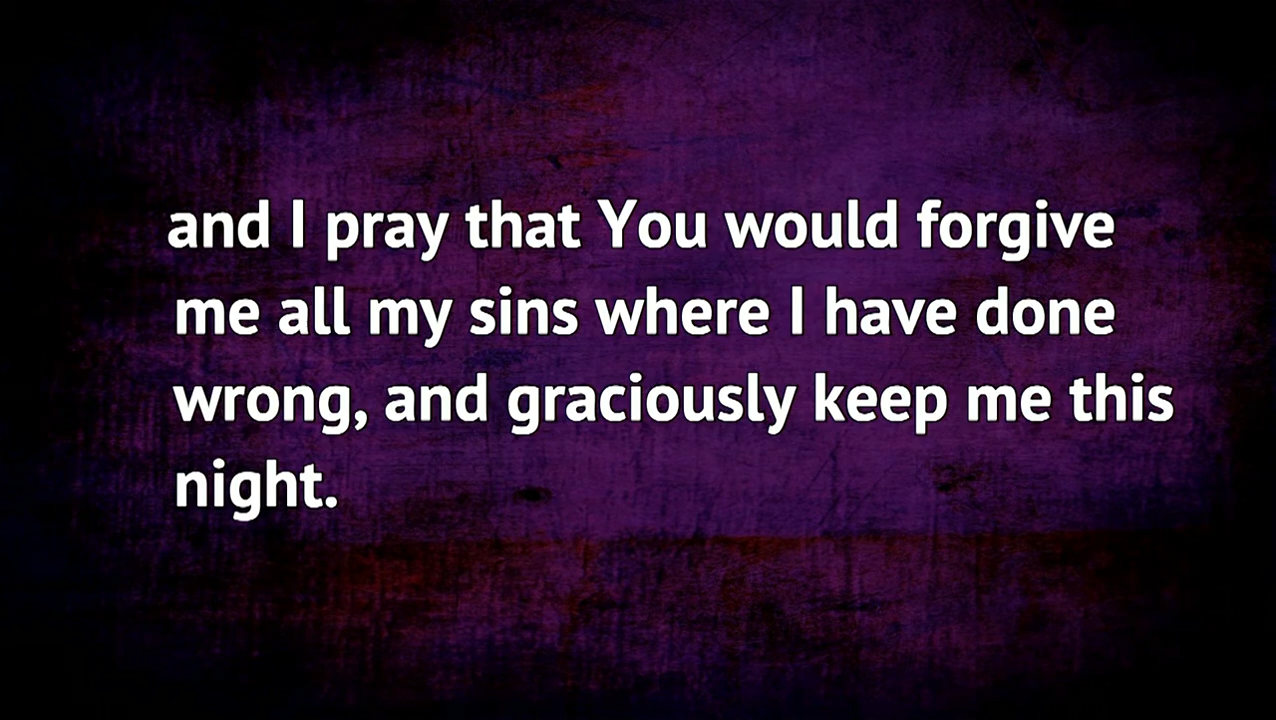 and I pray that You would forgive
me all my sins where I have done
wrong, and graciously keep me this
night.